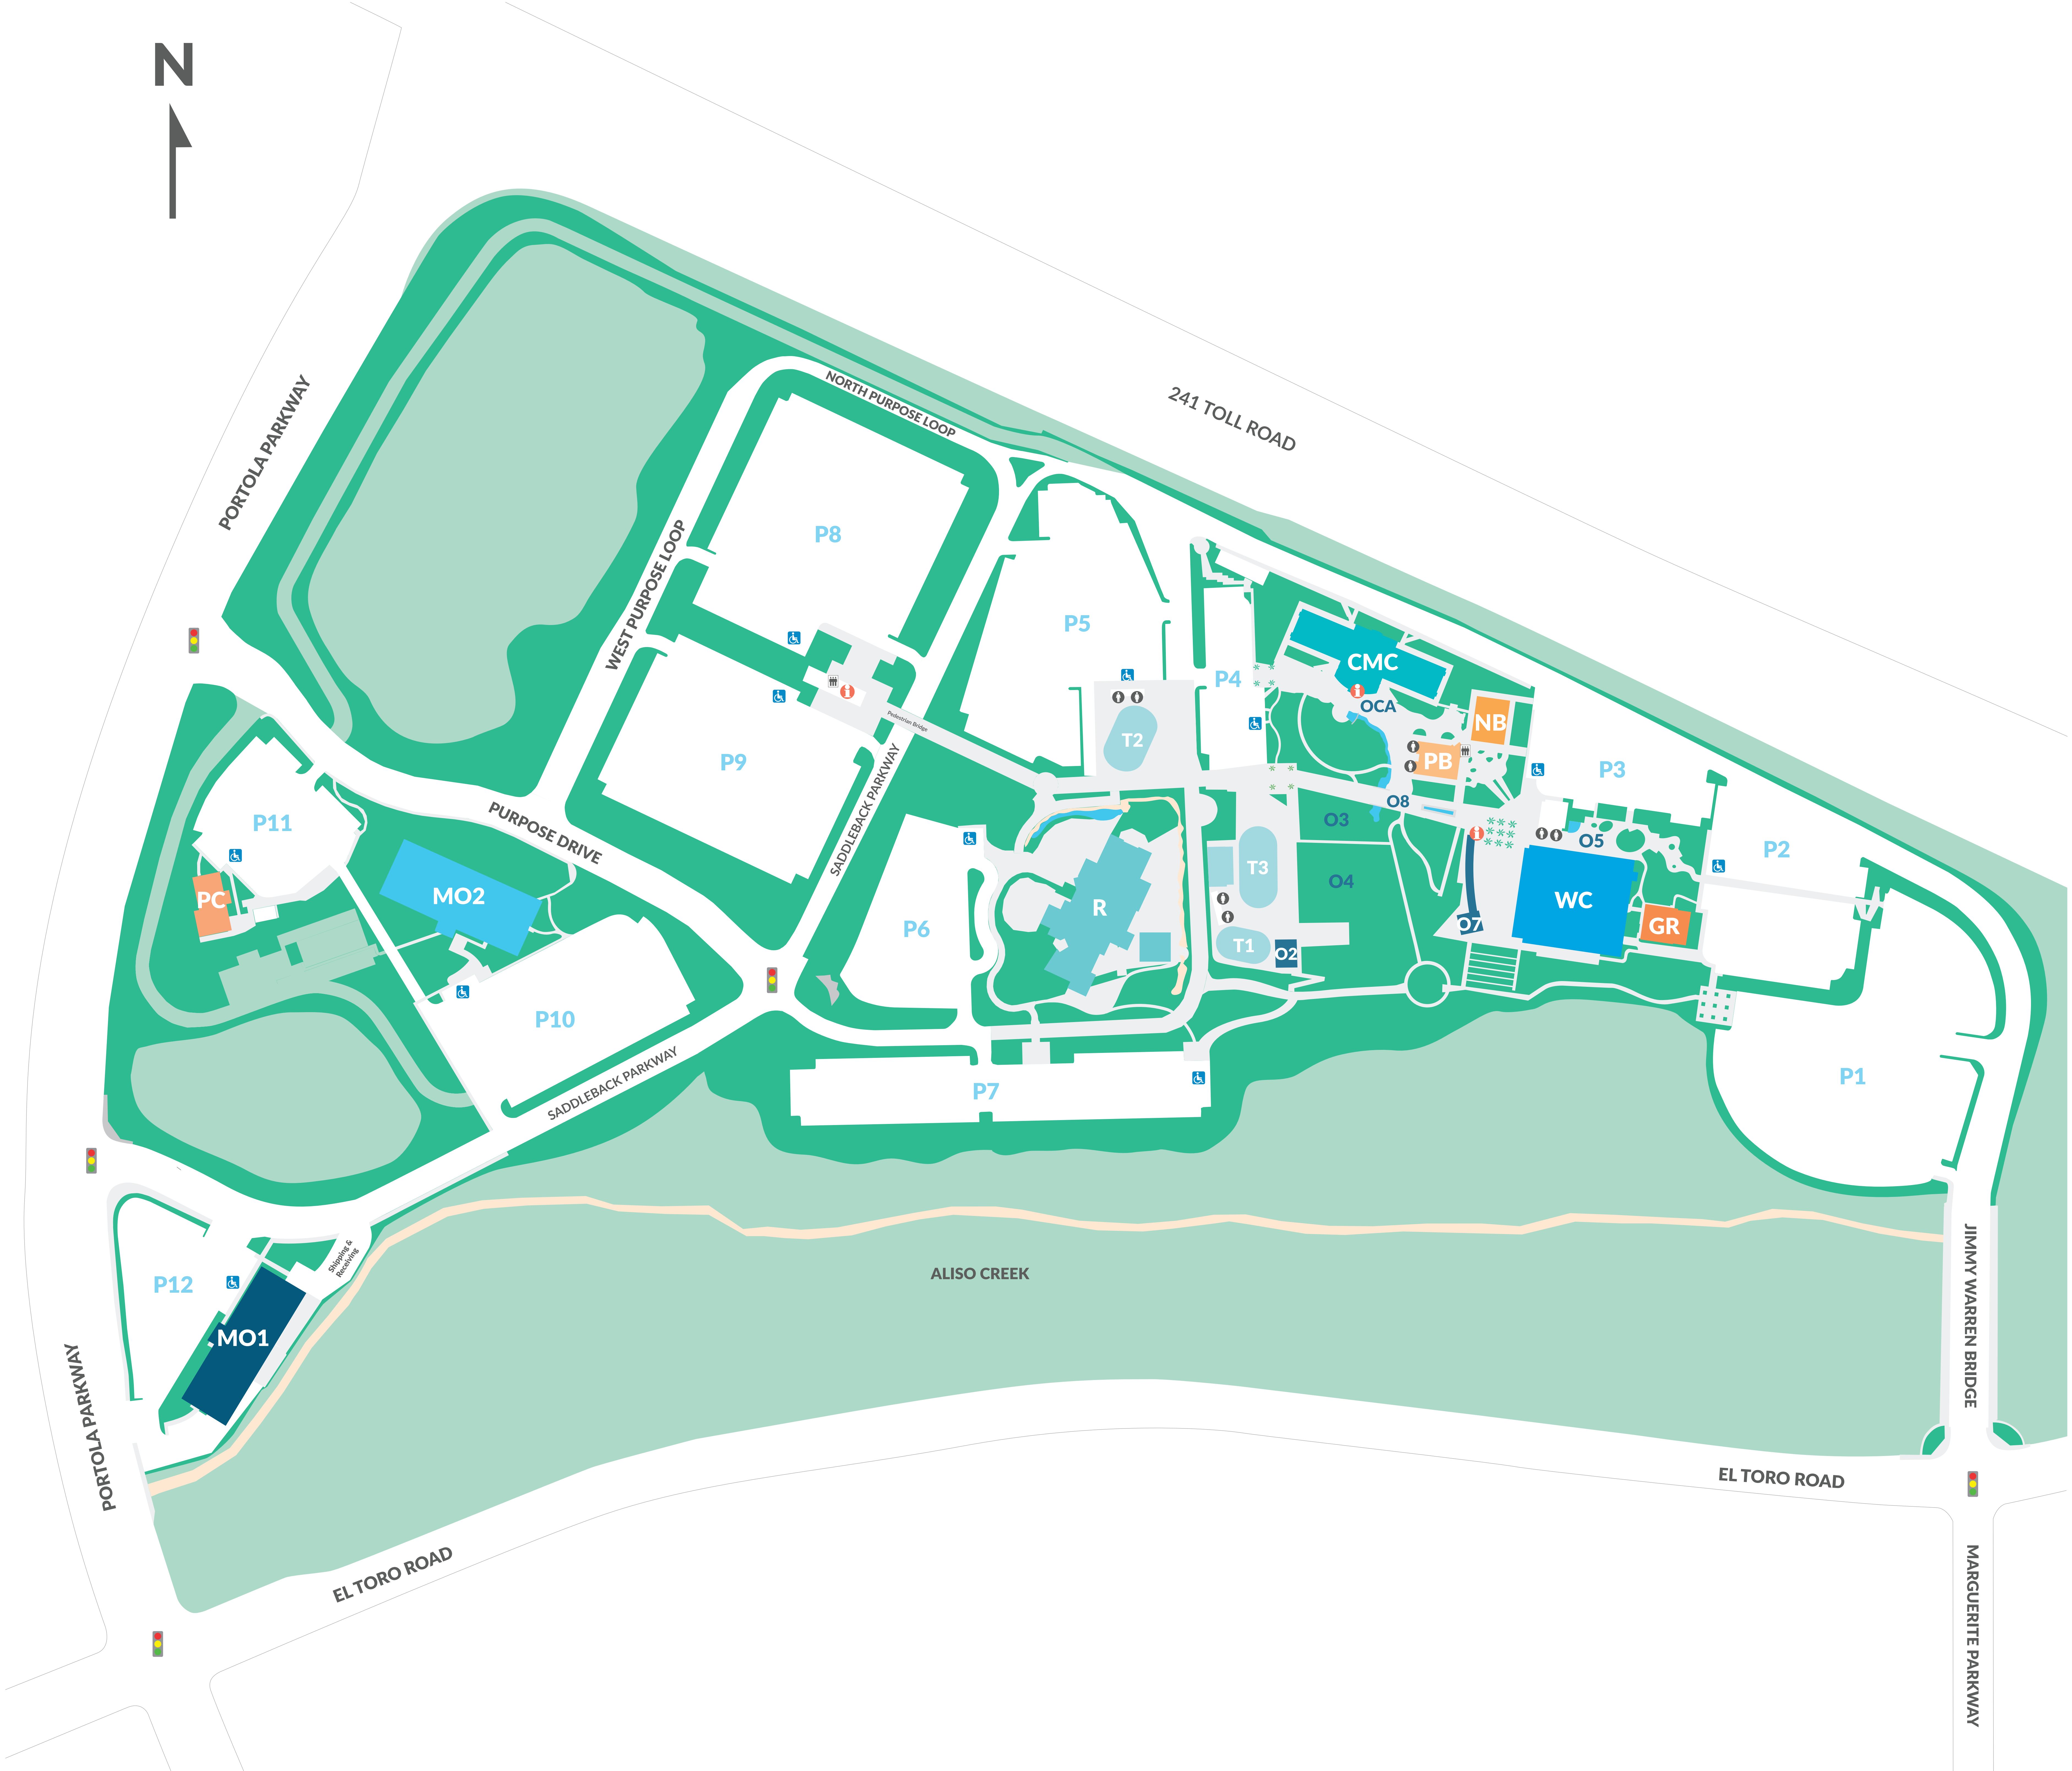 N
241 TOLL ROAD
NORTH PURPOSE LOOP
PORTOLA PARKWAY
WEST PURPOSE LOOP
P8
P5
CMC
P4
OCA
NB
Pedestrian Bridge
T2
PB
P3
P9
SADDLEBACK PARKWAY
O8
PURPOSE DRIVE
P11
O3
O5
P2
T3
O4
PC
MO2
R
WC
P6
O7
GR
T1
O2
P10
SADDLEBACK PARKWAY
P7
P1
Shipping &
Receiving
ALISO CREEK
P12
JIMMY WARREN BRIDGE
MO1
PORTOLA PARKWAY
EL TORO ROAD
EL TORO ROAD
MARGUERITE PARKWAY